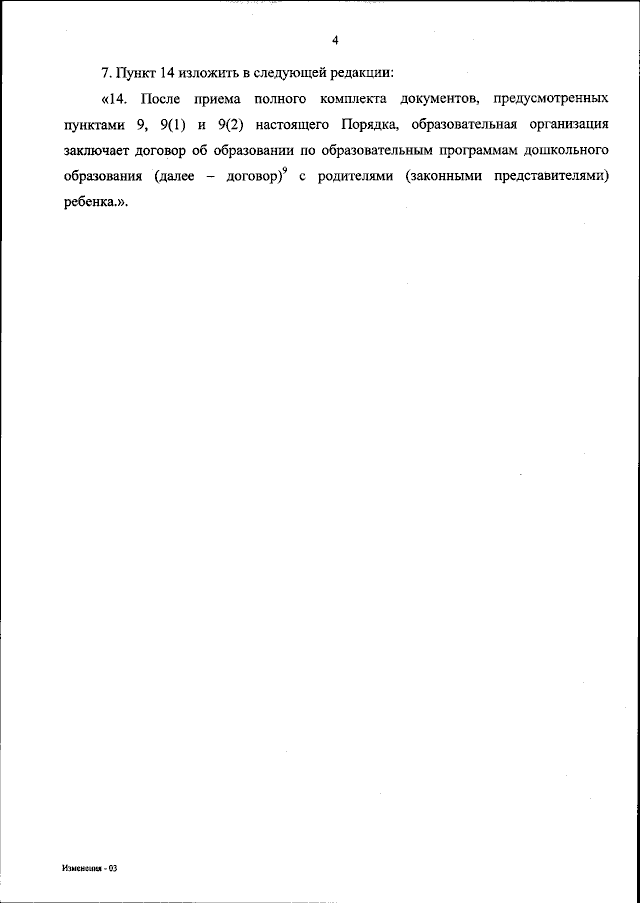 4
7. Пункт 14 изложить в следующей редакции:
«14. После приема полного комплекта документов, предусмотренных
пунктами 9, 9(1) и 9(2) настоящего Порядка, образовательная организация
заключает договор об образовании по образовательным программам дошкольного
образования (далее – договор)⁹ с родителями (законными представителями)
ребенка.».
Изменения - 03